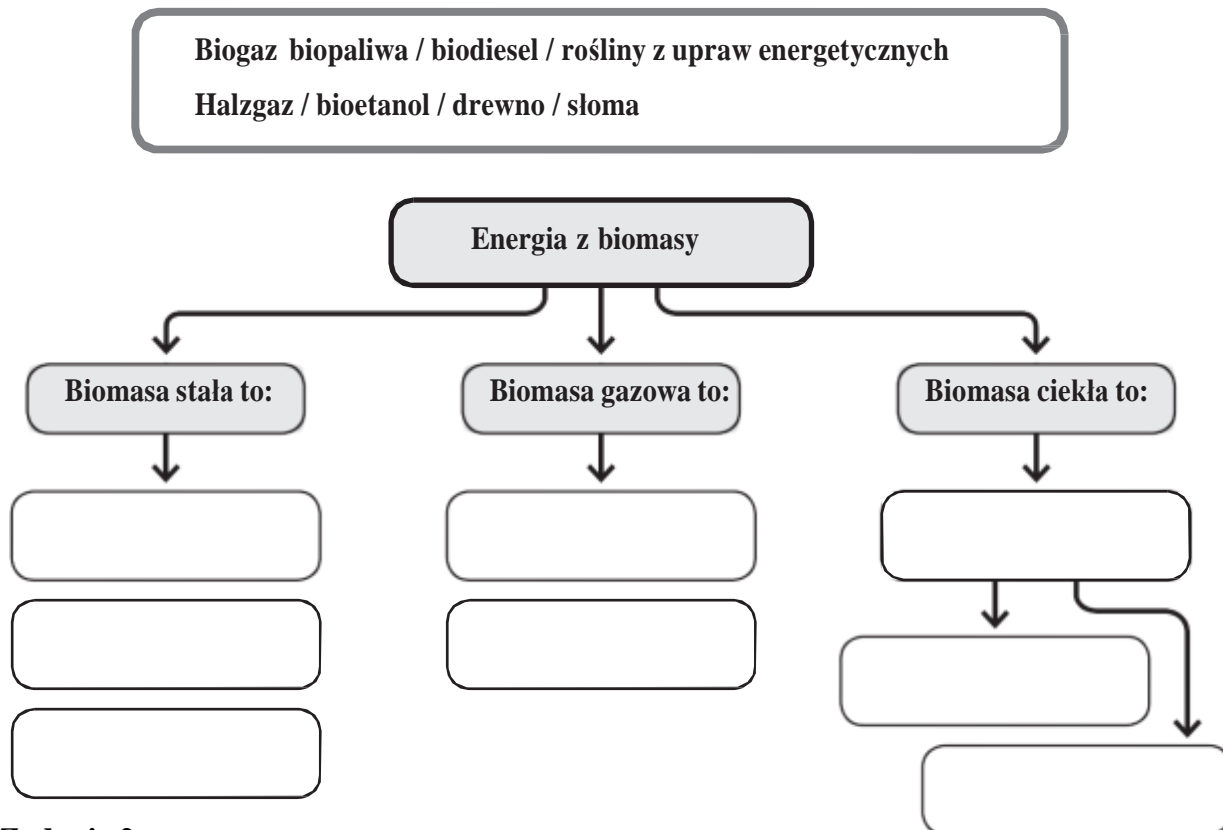 Biogaz biopaliwa / biodiesel / rośliny z upraw energetycznych
Halzgaz / bioetanol / drewno / słoma
Energia z biomasy
Biomasa stała to:
Biomasa gazowa to:
Biomasa ciekła to: